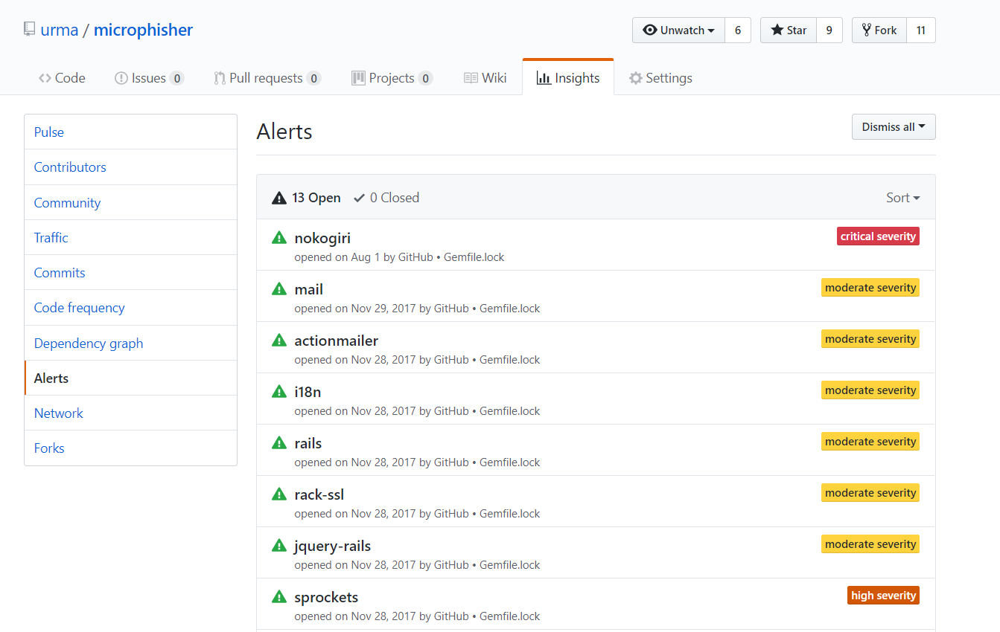 urma / microphisher
Unwatch 6 Star 9 Fork 11
Code Issues 0 Pull requests 0 Projects 0 Wiki Insights Settings
Pulse
Contributors
Community
Traffic
Commits
Code frequency
Dependency graph
Alerts
Network
Forks
Alerts
Dismiss all
13 Open 0 Closed Sort
nokogiri critical severity
opened on Aug 1 by GitHub • Gemfile.lock
mail moderate severity
opened on Nov 29, 2017 by GitHub • Gemfile.lock
actionmailer moderate severity
opened on Nov 28, 2017 by GitHub • Gemfile.lock
i18n moderate severity
opened on Nov 28, 2017 by GitHub • Gemfile.lock
rails moderate severity
opened on Nov 28, 2017 by GitHub • Gemfile.lock
rack-ssl moderate severity
opened on Nov 28, 2017 by GitHub • Gemfile.lock
jquery-rails moderate severity
opened on Nov 28, 2017 by GitHub • Gemfile.lock
sprockets high severity
opened on Nov 28, 2017 by GitHub • Gemfile.lock